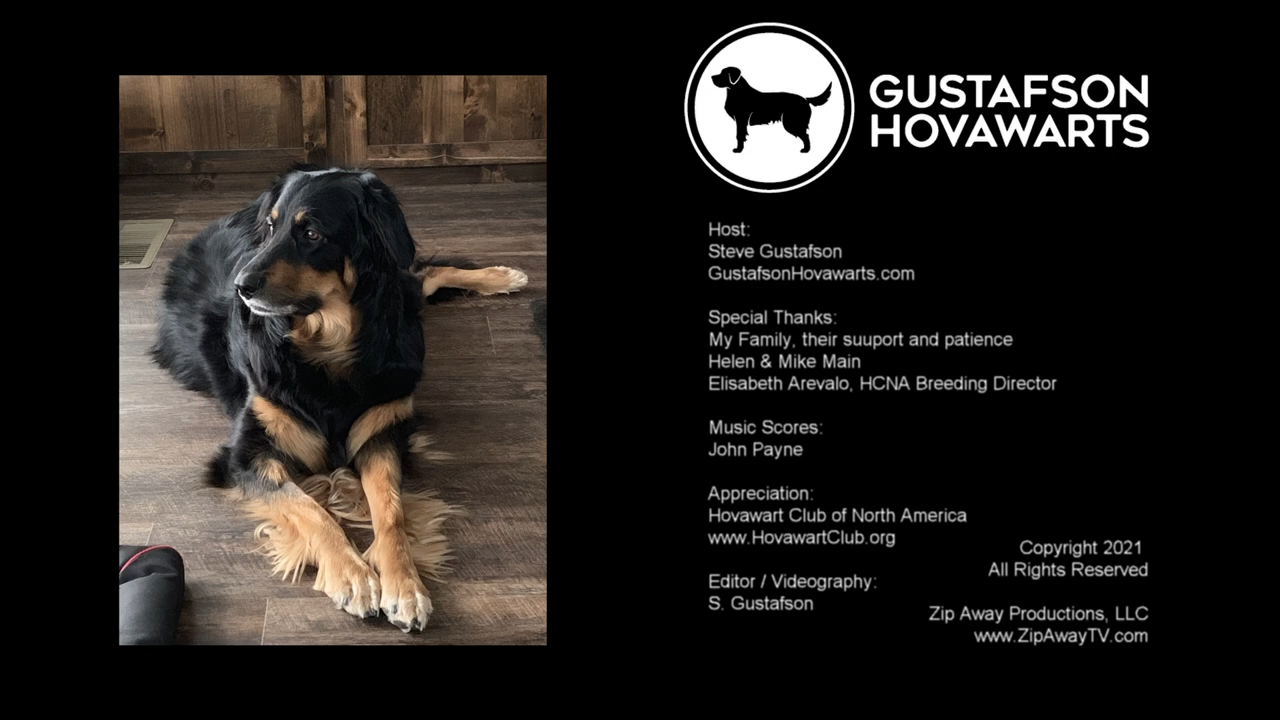 GUSTAFSON
HOVAWARTS
Host:
Steve Gustafson
GustafsonHovawarts.com
Special Thanks:
My Family, their suuport and patience
Helen & Mike Main
Elisabeth Arevalo, HCNA Breeding Director
Music Scores:
John Payne
Appreciation:
Hovawart Club of North America
www.HovawartClub.org
Editor / Videography:
S. Gustafson
Copyright 2021
All Rights Reserved
Zip Away Productions, LLC
www.ZipAwayTV.com